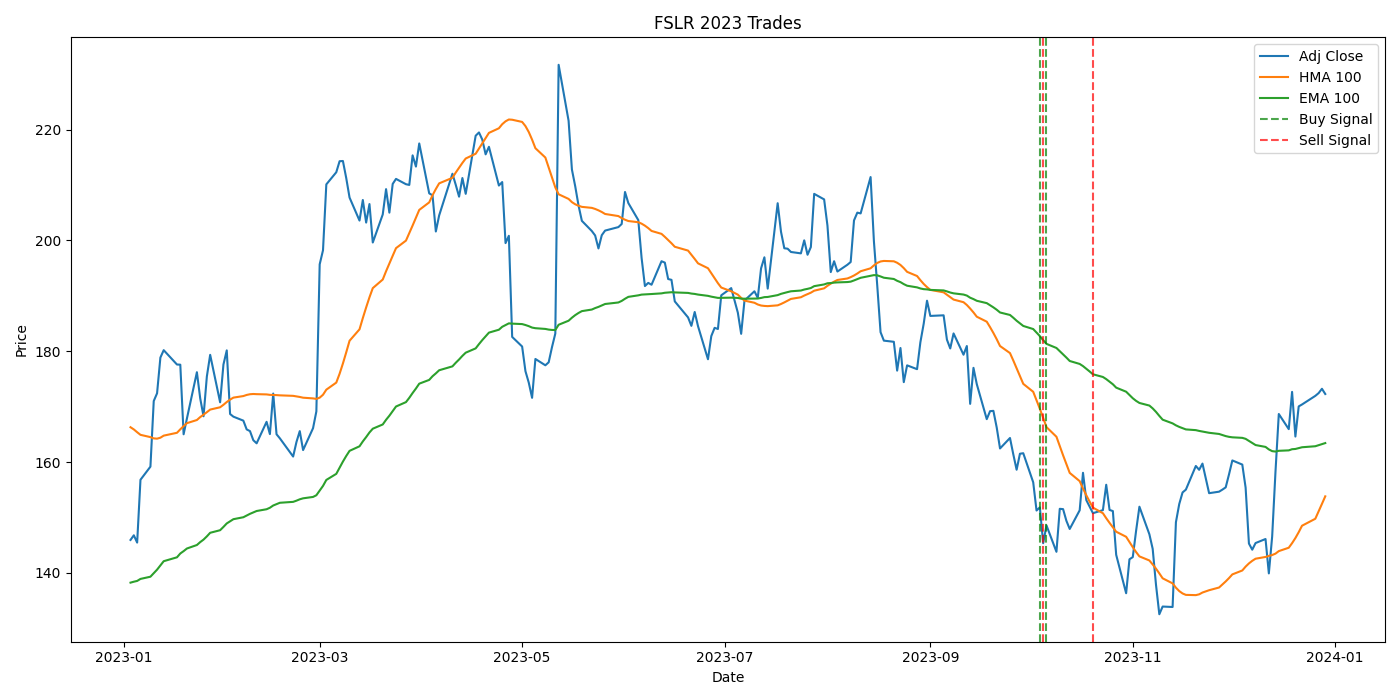 FSLR 2023 Trades
Adj Close
HMA 100
EMA 100
Buy Signal
Sell Signal
Price
220
200
180
160
140
2023-01
2023-03
2023-05
2023-07
2023-09
2023-11
2024-01
Date